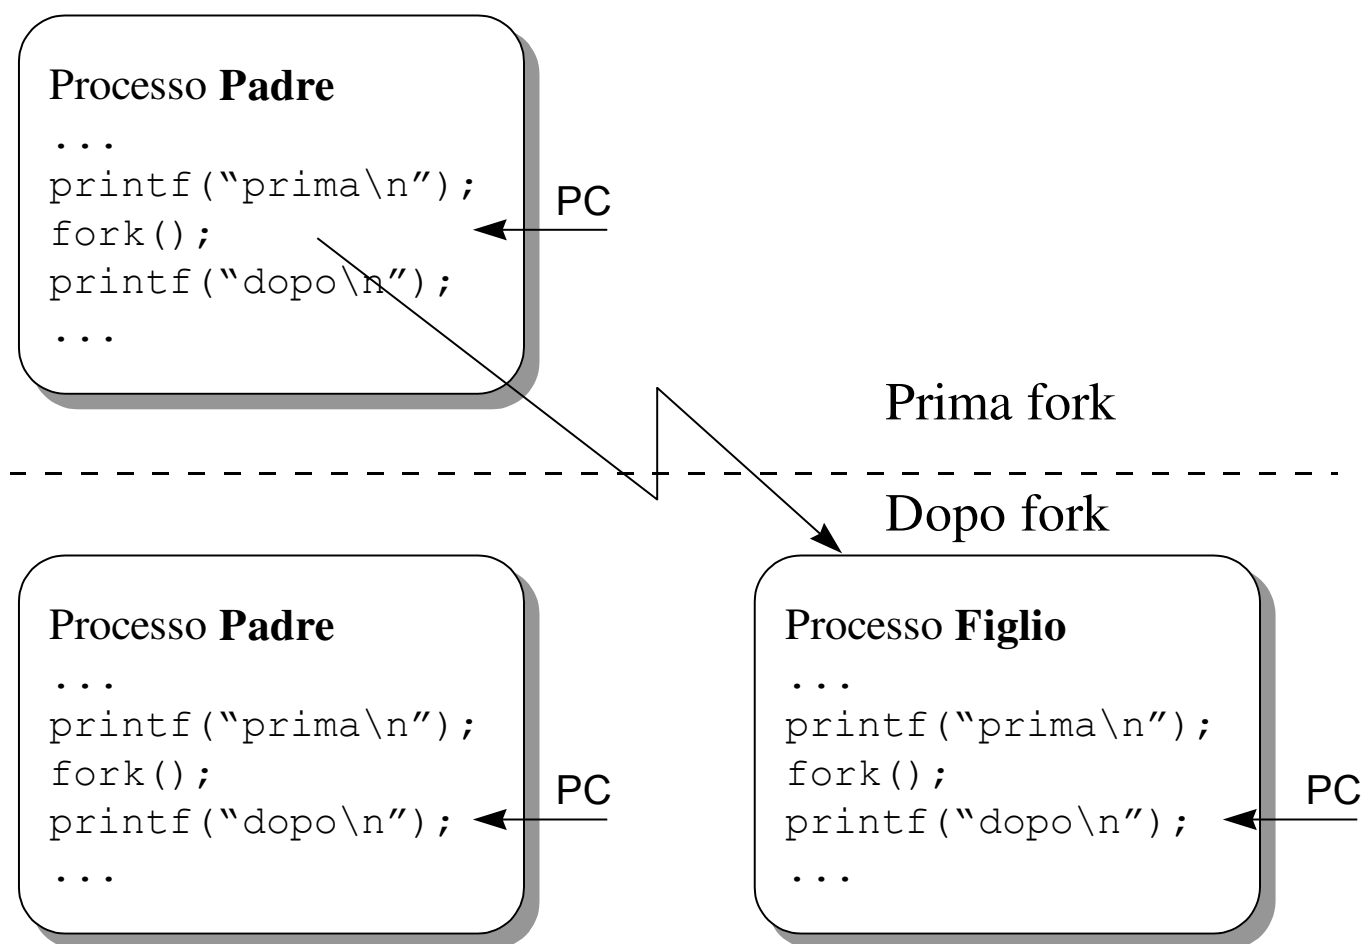 Processo Padre
...
printf(‟prima\n”);
PC
fork();
printf(‟dopo\n”);
...
Prima fork
Dopo fork
Processo Padre
...
printf(‟prima\n”);
fork();
PC
printf(‟dopo\n”);
...
Processo Figlio
...
printf(‟prima\n”);
fork();
PC
printf(‟dopo\n”);
...